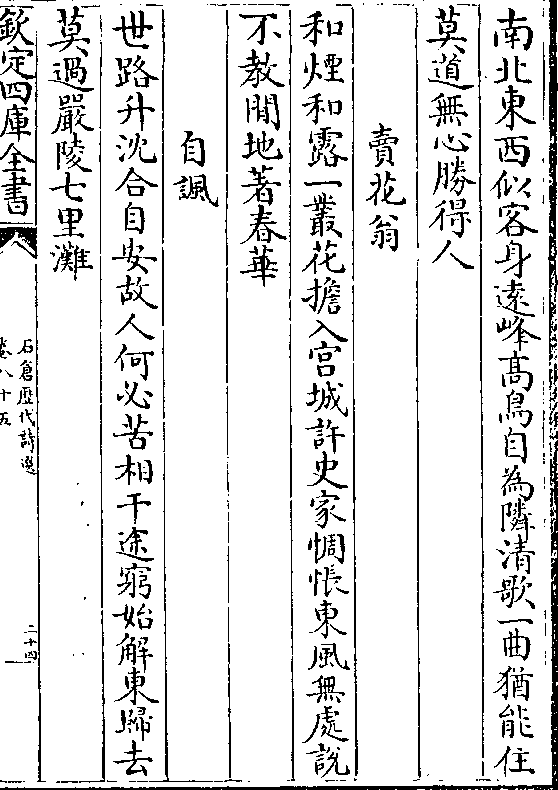 南北東西似客身遠峰髙鳥自為隣清歌一曲猶能住
莫道無心勝得人
賣花翁
和煙和露一叢花擔入宫城許史家惆悵東風無處說
不教閒地著春華
自諷
世路升沈合自安故人何必苦相干途窮始解東歸去
莫過嚴陵七里灘
欽定四庫全書
石倉歴代詩選
卷八十五
二十四